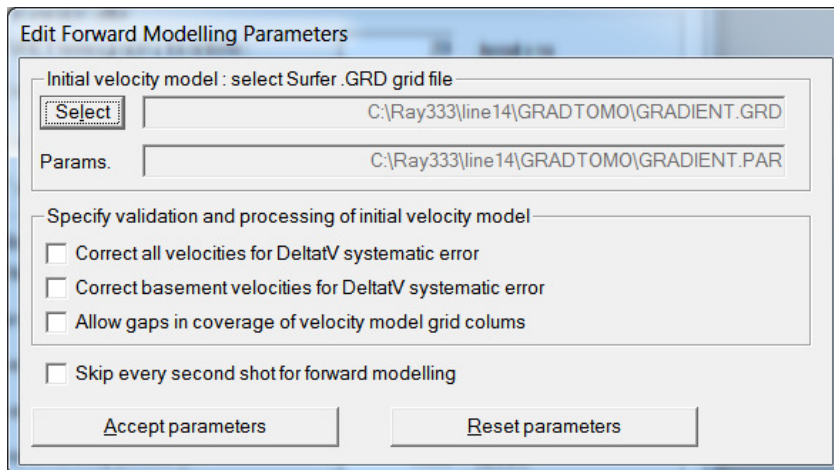 Edit Forward Modelling Parameters
Initial velocity model : select Surfer .GRD grid file
Select C:\Ray333\line14\GRADTOMO\GRADIENT.GRD
Params. C:\Ray333\line14\GRADTOMO\GRADIENT.PAR
Specify validation and processing of initial velocity model
Correct all velocities for DeltatV systematic error
Correct basement velocities for DeltatV systematic error
Allow gaps in coverage of velocity model grid colums
Skip every second shot for forward modelling
Accept parameters Reset parameters